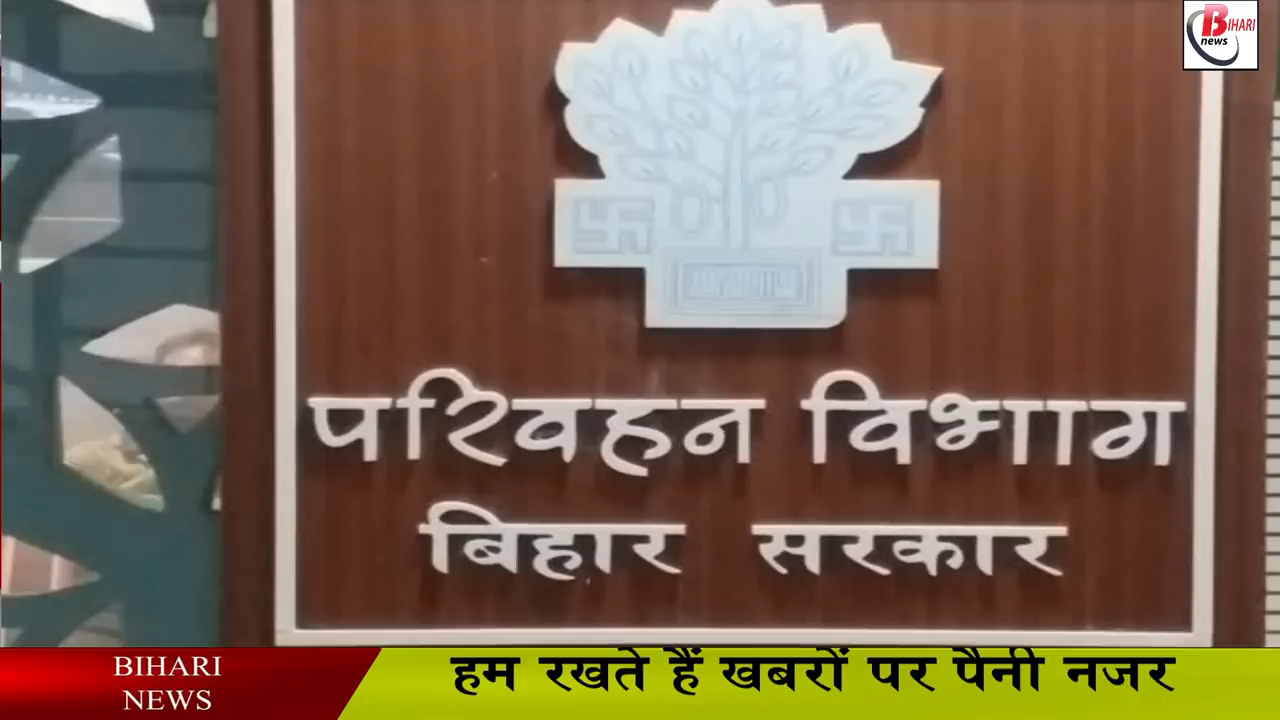 BIHARI
news
परिवहन विभाग
बिहार सरकार
BIHARI
NEWS
हम रखते हैं खबरों पर पैनी नजर